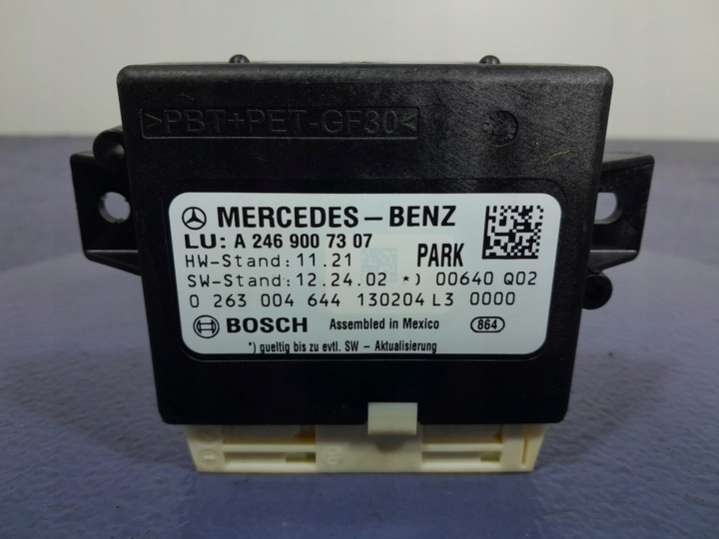 >PBT+PET-GF30<
MERCEDES-BENZ
LU: A 246 900 73 07
HW-Stand: 11.21 PARK
SW-Stand: 12.24.02 *) 00640 Q02
0 263 004 644 130204 L3 0000
BOSCH Assembled in Mexico 864
*) gueltig bis zu evtl. SW - Aktualisierung